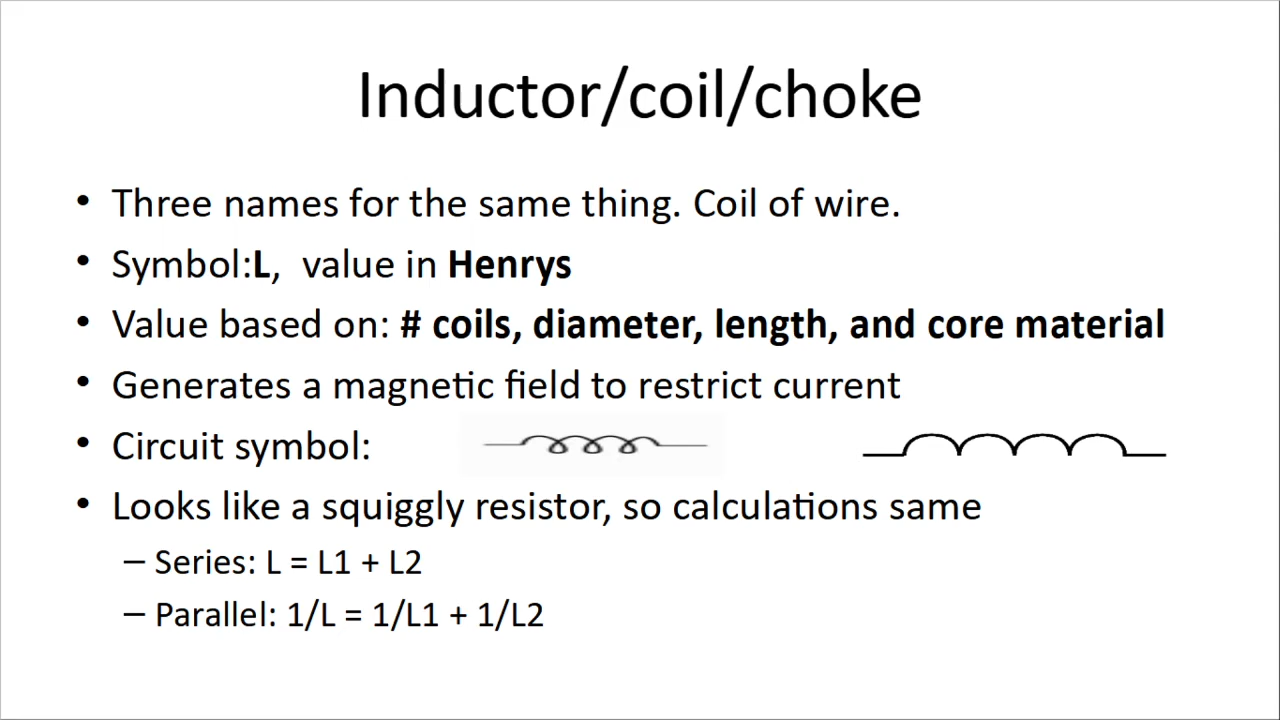 Inductor/coil/choke
• Three names for the same thing. Coil of wire.
• Symbol:L,  value in Henrys
• Value based on: # coils, diameter, length, and core material
• Generates a magnetic field to restrict current
• Circuit symbol:
• Looks like a squiggly resistor, so calculations same
– Series: L = L1 + L2
– Parallel: 1/L = 1/L1 + 1/L2